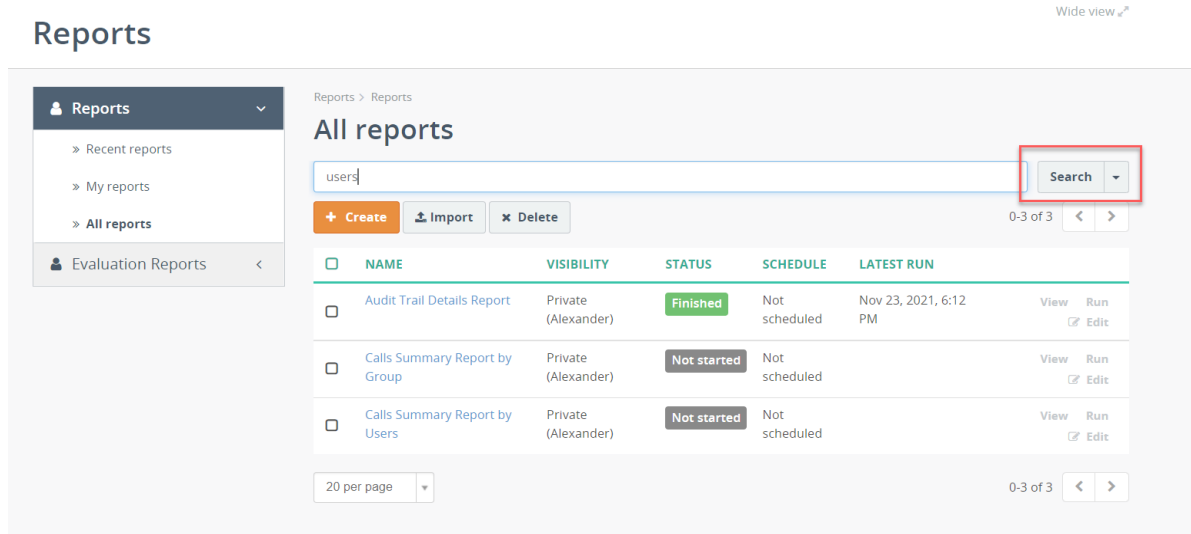 Wide view
Reports
Reports
Recent reports
My reports
All reports
Evaluation Reports
Reports > Reports
All reports
users
Search
Create Import Delete
0-3 of 3
NAME VISIBILITY STATUS SCHEDULE LATEST RUN
Audit Trail Details Report Private Finished Not Nov 23, 2021, 6:12 View Run
(Alexander) scheduled PM Edit
Calls Summary Report by Private Not started Not View Run
Group (Alexander) scheduled Edit
Calls Summary Report by Private Not started Not View Run
Users (Alexander) scheduled Edit
20 per page
0-3 of 3